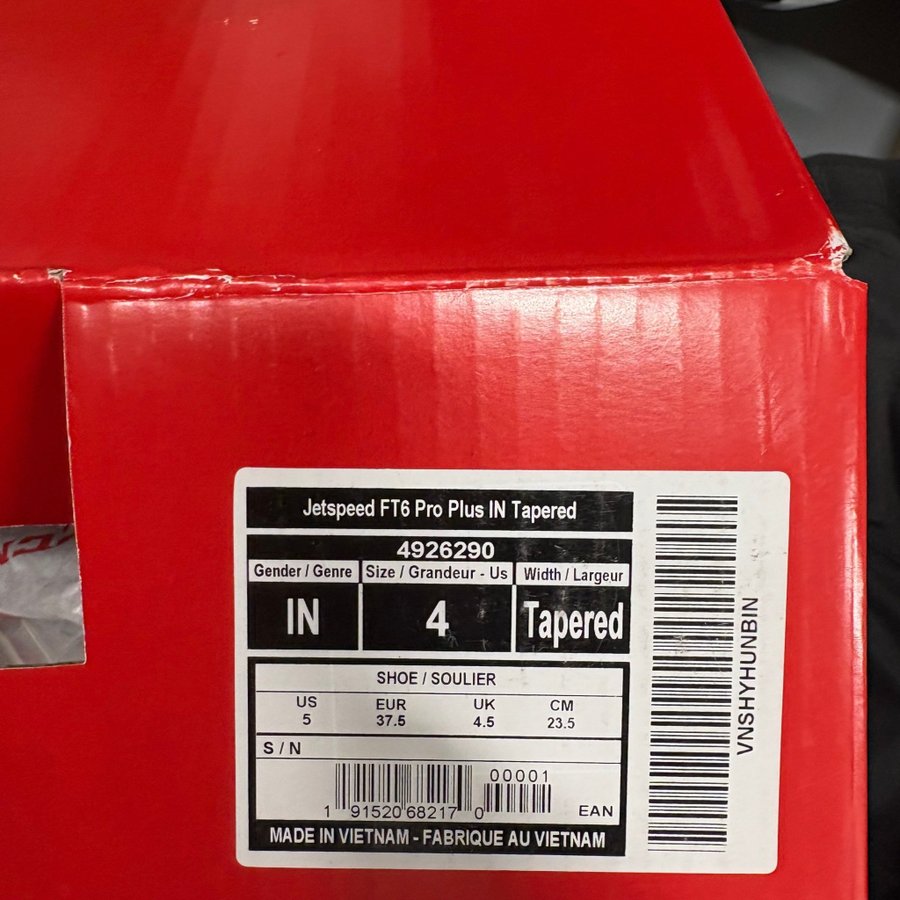 Jetspeed FT6 Pro Plus IN Tapered
4926290
Gender / Genre Size / Grandeur - Us Width / Largeur
IN 4 Tapered
SHOE / SOULIER
US EUR UK CM
5 37.5 4.5 23.5
S / N
00001
1 91520 68217 0 EAN
MADE IN VIETNAM - FABRIQUE AU VIETNAM
VNSHYHUNBIN